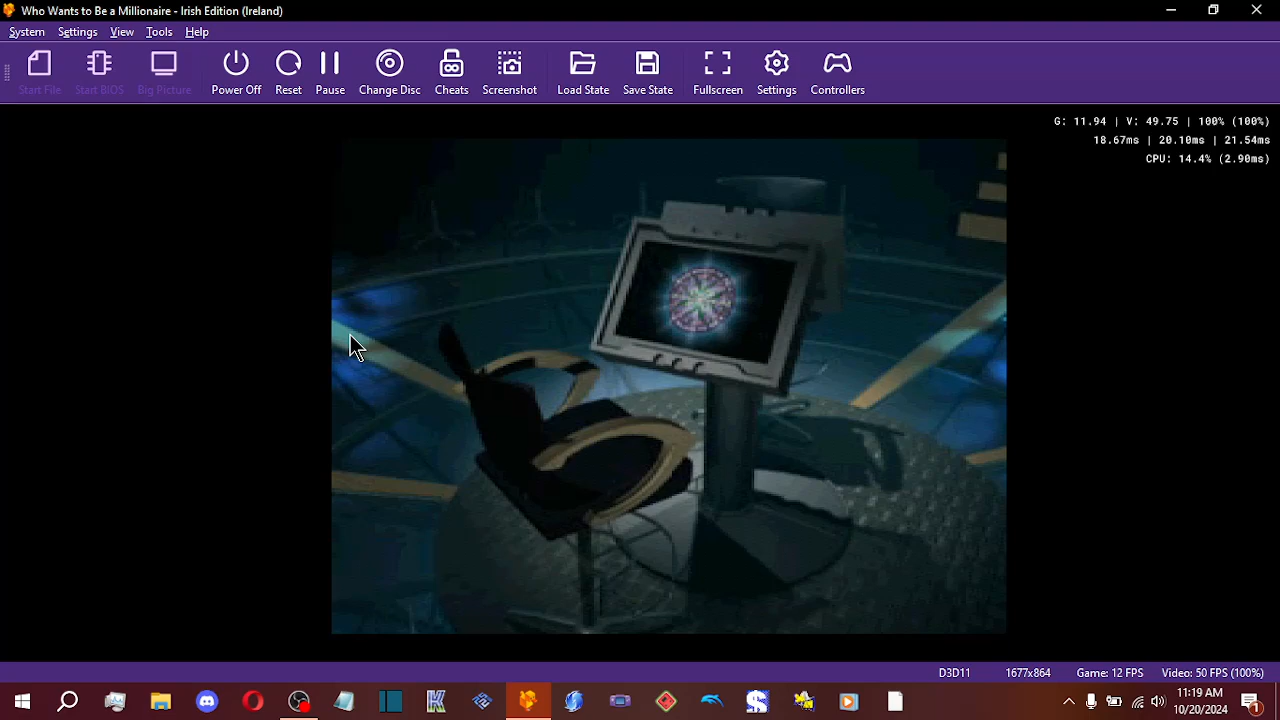 Who Wants to Be a Millionaire - Irish Edition (Ireland)
System Settings View Tools Help
Start File Start BIOS Big Picture Power Off Reset Pause Change Disc Cheats Screenshot Load State Save State Fullscreen Settings Controllers
G: 11.94 | V: 49.75 | 100% (100%)
18.67ms | 20.10ms | 21.54ms
CPU: 14.4% (2.90ms)
D3D11 1677x864 Game: 12 FPS Video: 50 FPS (100%)
11:19 AM
10/20/2024
1